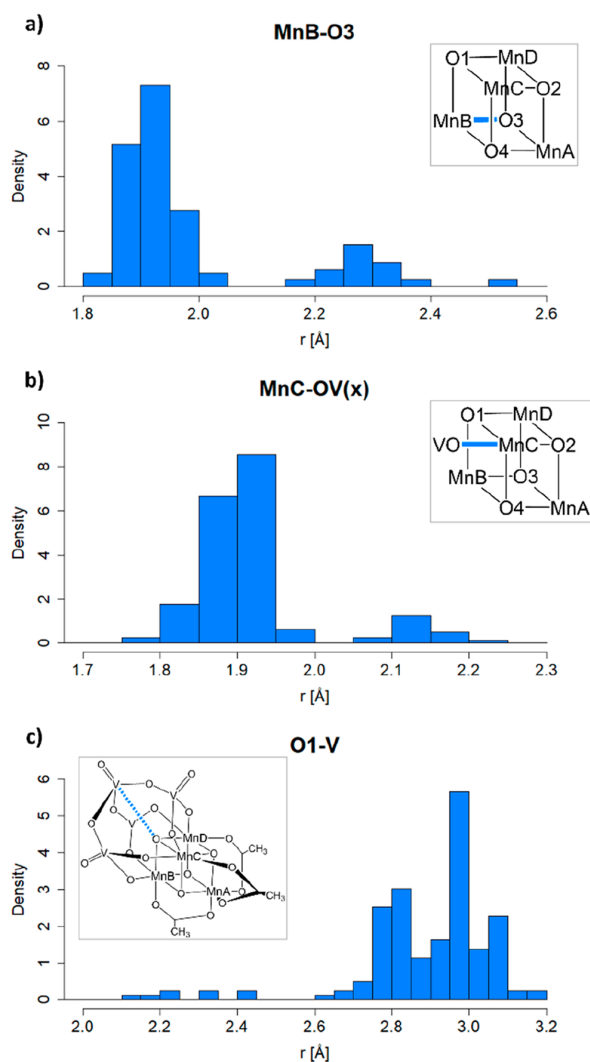 a)
MnB-O3
Density
8
6
4
2
0
1.8 2.0 2.2 2.4 2.6
r [Å]
O1 MnD
MnC O2
MnB O3
O4 MnA
b)
MnC-OV(x)
Density
10
8
6
4
2
0
1.7 1.8 1.9 2.0 2.1 2.2 2.3
r [Å]
O1 MnD
VO MnC O2
MnB O3
O4 MnA
c)
O1-V
Density
6
5
4
3
2
1
0
2.0 2.2 2.4 2.6 2.8 3.0 3.2
r [Å]
O O
V O V
O O O O
V O MnD O CH3
O V O MnC O O
O MnB O MnA O
O O O CH3
O O
CH3